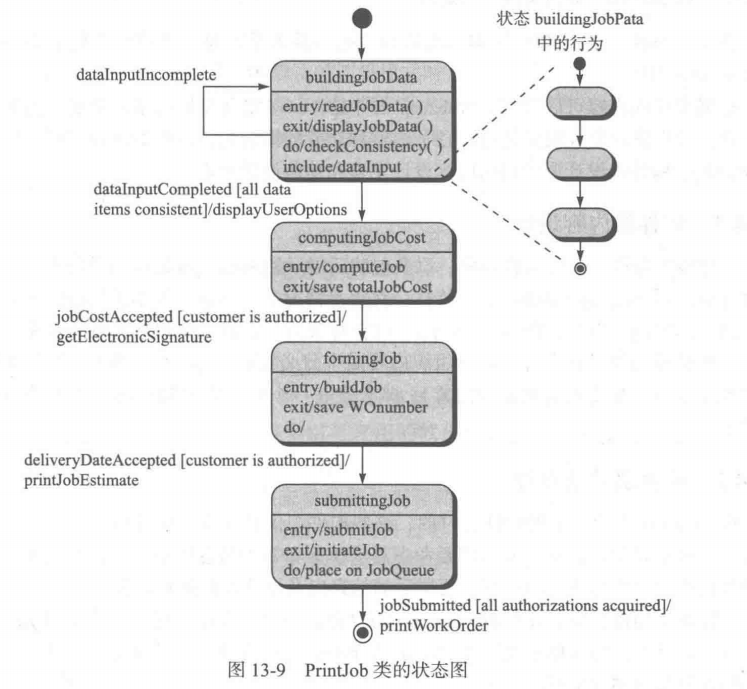 状态 buildingJobPata
中的行为
dataInputIncomplete
buildingJobData
entry/readJobData( )
exit/displayJobData( )
do/checkConsistency( )
include/dataInput
dataInputCompleted [all data
items consistent]/displayUserOptions
computingJobCost
entry/computeJob
exit/save totalJobCost
jobCostAccepted [customer is authorized]/
getElectronicSignature
formingJob
entry/buildJob
exit/save WOnumber
do/
deliveryDateAccepted [customer is authorized]/
printJobEstimate
submittingJob
entry/submitJob
exit/initiateJob
do/place on JobQueue
jobSubmitted [all authorizations acquired]/
printWorkOrder
图 13-9 PrintJob 类的状态图